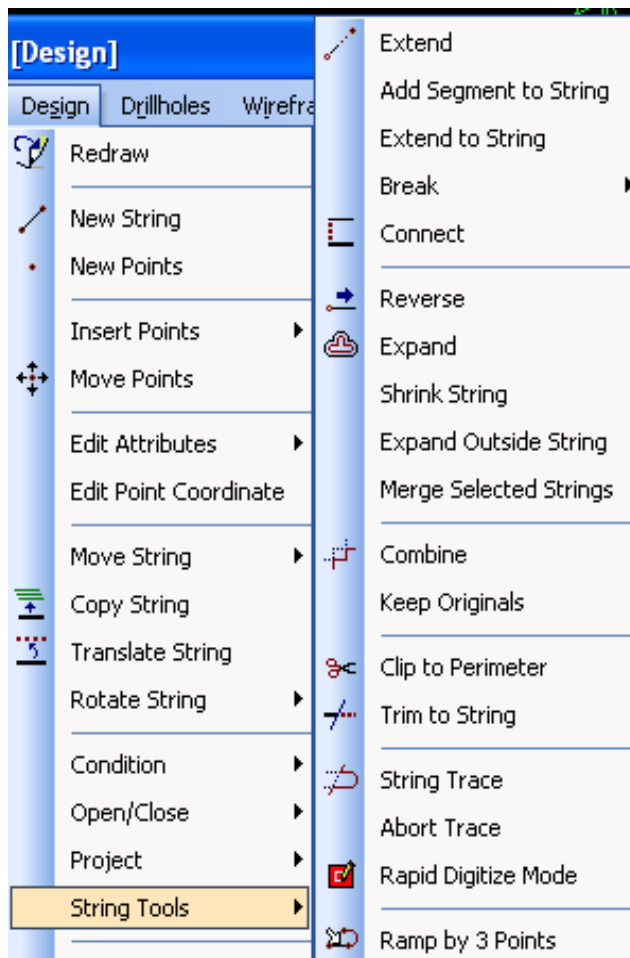 [Design]
Design Drillholes Wirefra
Redraw
New String
New Points
Insert Points
Move Points
Edit Attributes
Edit Point Coordinate
Move String
Copy String
Translate String
Rotate String
Condition
Open/Close
Project
String Tools
Extend
Add Segment to String
Extend to String
Break
Connect
Reverse
Expand
Shrink String
Expand Outside String
Merge Selected Strings
Combine
Keep Originals
Clip to Perimeter
Trim to String
String Trace
Abort Trace
Rapid Digitize Mode
Ramp by 3 Points